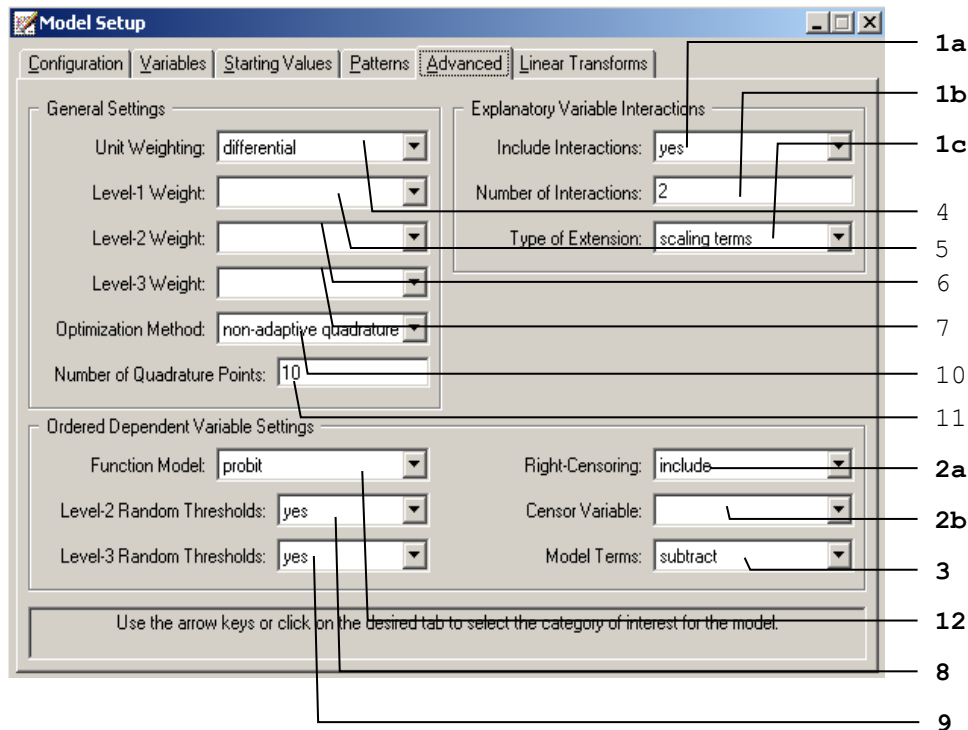 Model Setup
Configuration Variables Starting Values Patterns Advanced Linear Transforms
General Settings
Unit Weighting: differential
Level-1 Weight:
Level-2 Weight:
Level-3 Weight:
Optimization Method: non-adaptive quadrature
Number of Quadrature Points: 10
Explanatory Variable Interactions
Include Interactions: yes
Number of Interactions: 2
Type of Extension: scaling terms
Ordered Dependent Variable Settings
Function Model: probit
Level-2 Random Thresholds: yes
Level-3 Random Thresholds: yes
Right-Censoring: include
Censor Variable:
Model Terms: subtract
Use the arrow keys or click on the desired tab to select the category of interest for the model.
1a
1b
1c
4
5
6
7
10
11
2a
2b
3
12
8
9